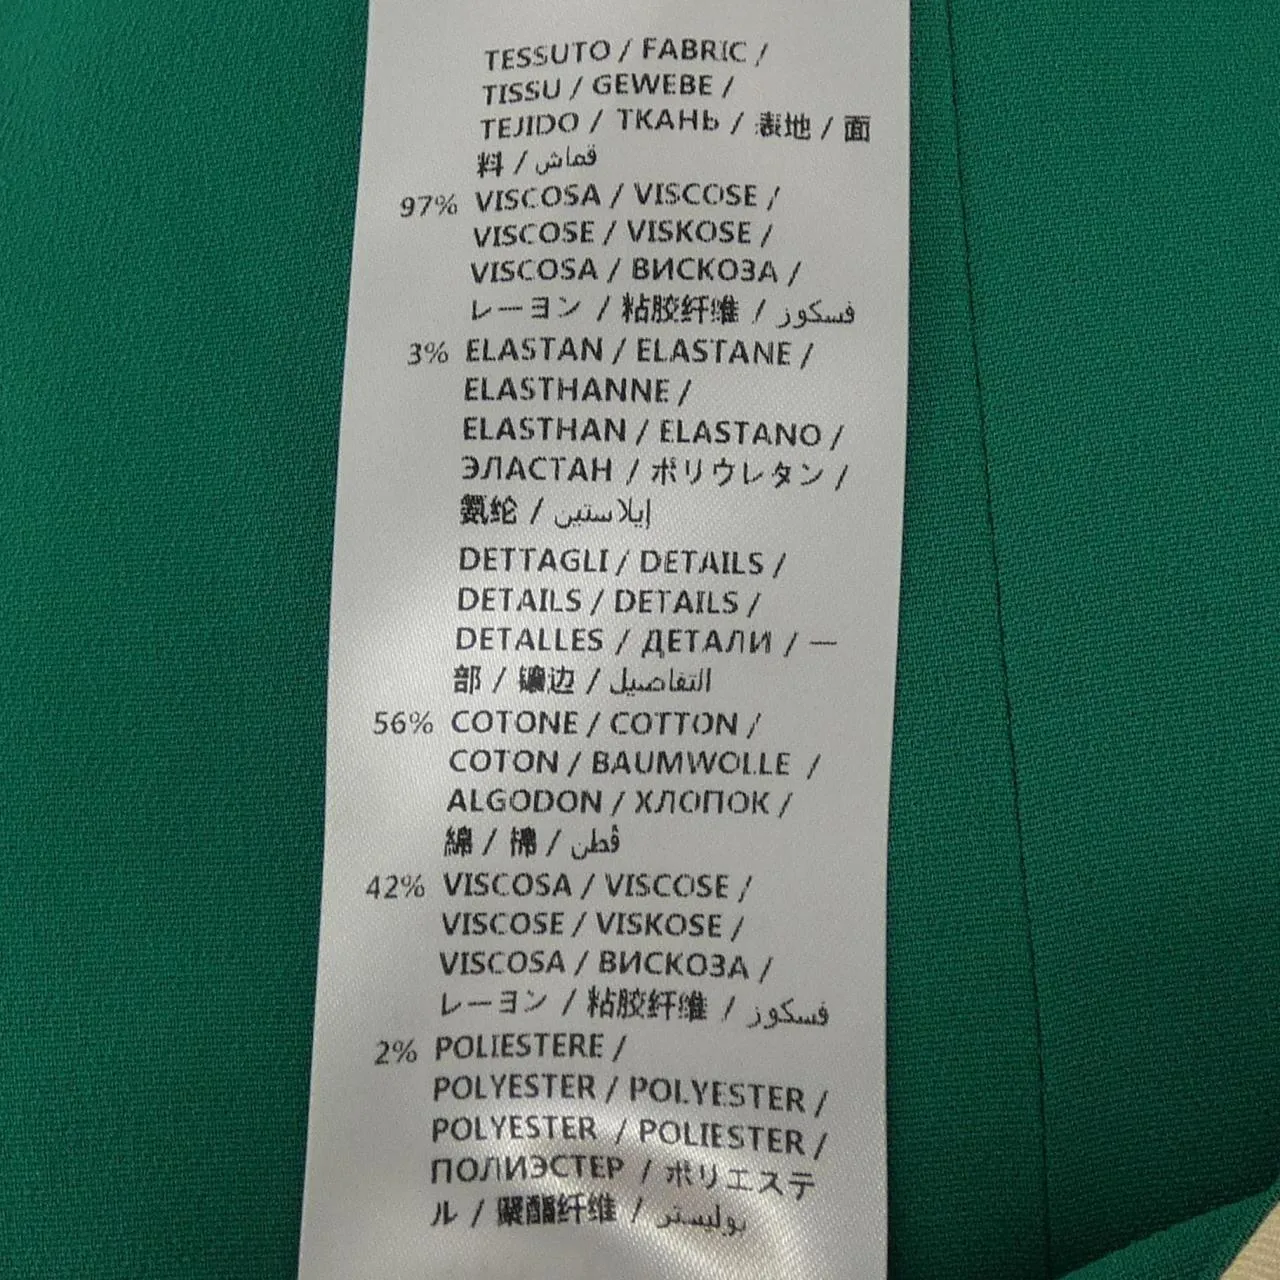 TESSUTO / FABRIC /
TISSU / GEWEBE /
TEJIDO / ТКАНЬ / 表地 / 面
料 / قماش
97% VISCOSA / VISCOSE /
VISCOSE / VISKOSE /
VISCOSA / ВИСКОЗА /
レーヨン / 粘胶纤维 / فسكوز
3% ELASTAN / ELASTANE /
ELASTHANNE /
ELASTHAN / ELASTANO /
ЭЛАСТАН / ポリウレタン /
氨纶 / إيلاستين
DETTAGLI / DETAILS /
DETAILS / DETAILS /
DETALLES / ДЕТАЛИ / 一
部 / 镶边 / التفاصيل
56% COTONE / COTTON /
COTON / BAUMWOLLE /
ALGODON / ХЛОПОК /
綿 / 棉 / قطن
42% VISCOSA / VISCOSE /
VISCOSE / VISKOSE /
VISCOSA / ВИСКОЗА /
レーヨン / 粘胶纤维 / فسكوز
2% POLIESTERE /
POLYESTER / POLYESTER /
POLYESTER / POLIESTER /
ПОЛИЭСТЕР / ポリエステ
ル / 聚酯纤维 / بوليستر